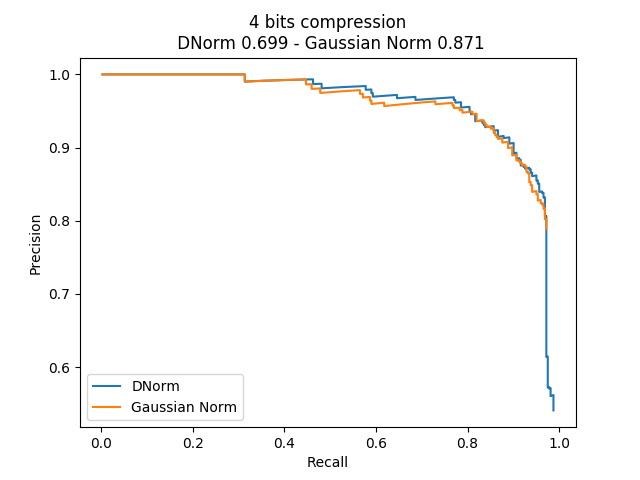 4 bits compression
DNorm 0.699 - Gaussian Norm 0.871
1.0
0.9
0.8
0.7
0.6
Precision
DNorm
Gaussian Norm
0.0 0.2 0.4 0.6 0.8 1.0
Recall